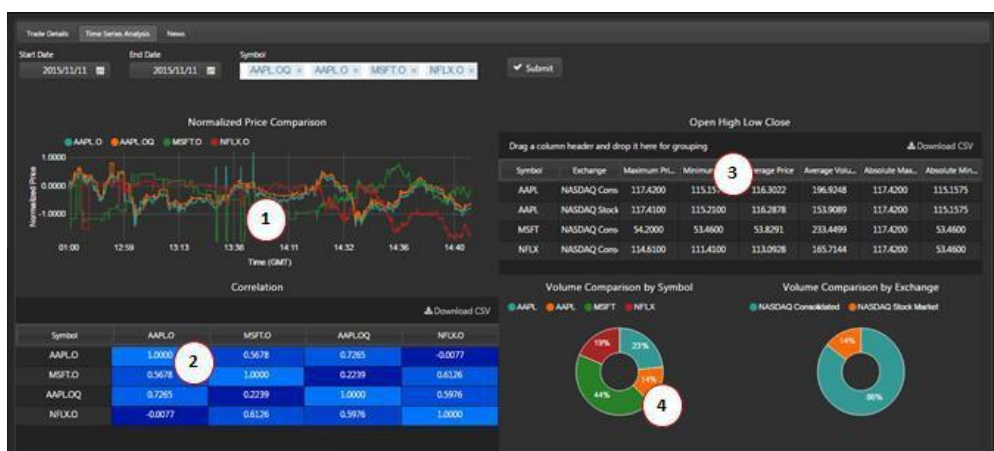 Trade Details Time Series Analysis News
Start Date End Date Symbol
2015/11/11 2015/11/11 AAPL.OQ × AAPL.O × MSFT.O × NFLX.O × Submit
Normalized Price Comparison
AAPL.O AAPL.OQ MSFT.O NFLX.O
Normalized Price
1.0000
0.0000
-1.0000
1
01:00 12:59 13:13 13:38 14:11 14:32 14:36 14:40
Time (GMT)
Open High Low Close
Drag a column header and drop it here for grouping Download CSV
3
Symbol Exchange Maximum Pri... Average Volu... Absolute Max... Absolute Min...
AAPL NASDAQ Cons 117.4200 116.3022 196.9248 117.4200 115.1575
AAPL NASDAQ Stock 117.4100 115.2100 116.2878 153.9089 117.4200 115.1575
MSFT NASDAQ Cons 54.2000 53.4600 53.8291 233.4499 117.4200 53.4600
NFLX NASDAQ Cons 114.6100 111.4100 113.0928 165.7144 117.4200 53.4600
Correlation
Download CSV
Symbol AAPL.O MSFT.O AAPL.OQ NFLX.O
AAPL.O 1.0000 0.5678 0.7265 -0.0077
2
MSFT.O 0.5678 1.0000 0.2239 0.6126
AAPL.OQ 0.7265 0.2239 1.0000 0.5976
NFLX.O -0.0077 0.6126 0.5976 1.0000
Volume Comparison by Symbol
AAPL AAPL MSFT NFLX
19% 23%
14%
44%
4
Volume Comparison by Exchange
NASDAQ Consolidated NASDAQ Stock Market
14%
86%